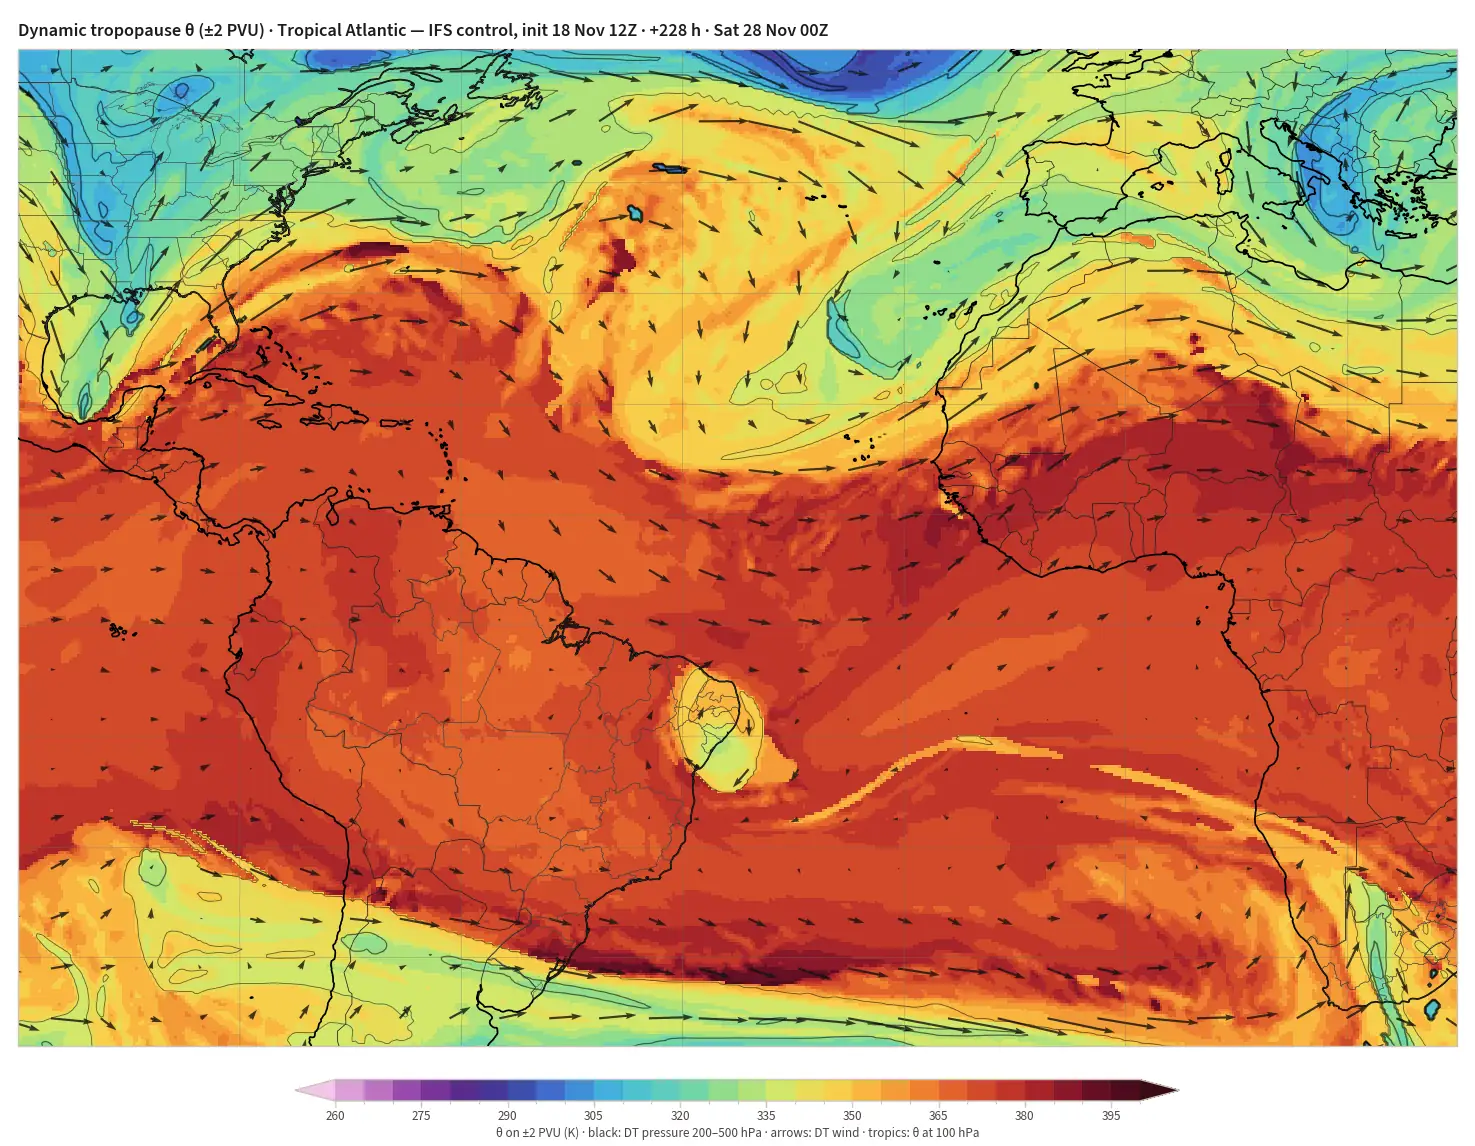 Dynamic tropopause θ (±2 PVU) · Tropical Atlantic — IFS control, init 18 Nov 12Z · +228 h · Sat 28 Nov 00Z
260 275 290 305 320 335 350 365 380 395
θ on ±2 PVU (K) · black: DT pressure 200–500 hPa · arrows: DT wind · tropics: θ at 100 hPa